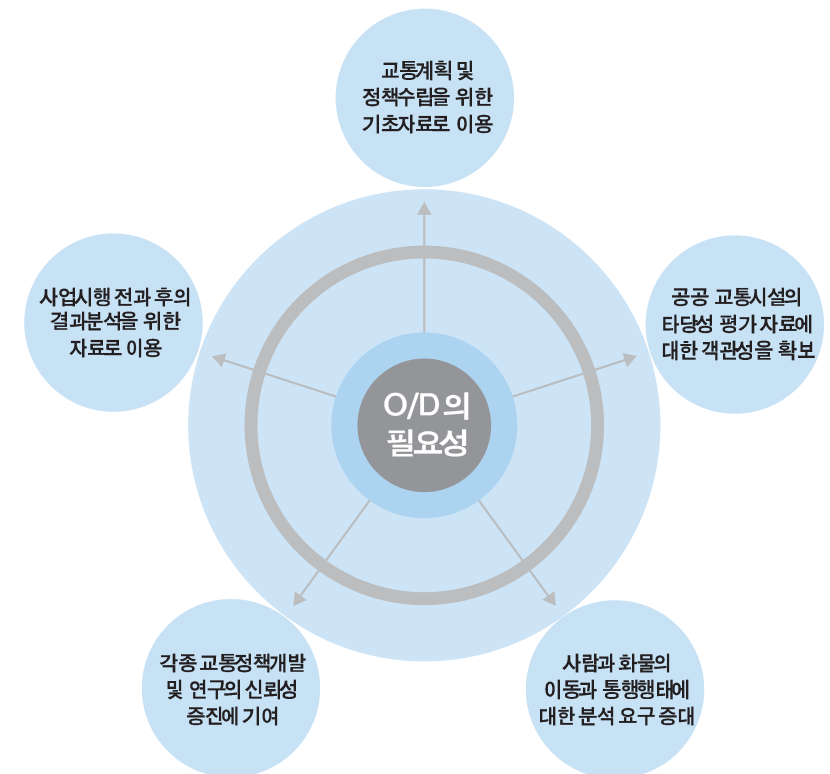 교통계획 및
정책수립을 위한
기초자료로 이용
사업시행 전과 후의
결과분석을 위한
자료로 이용
공공 교통시설의
타당성 평가 자료에
대한 객관성을 확보
O/D의
필요성
각종 교통정책개발
및 연구의 신뢰성
증진에 기여
사람과 화물의
이동과 통행행태에
대한 분석 요구 증대